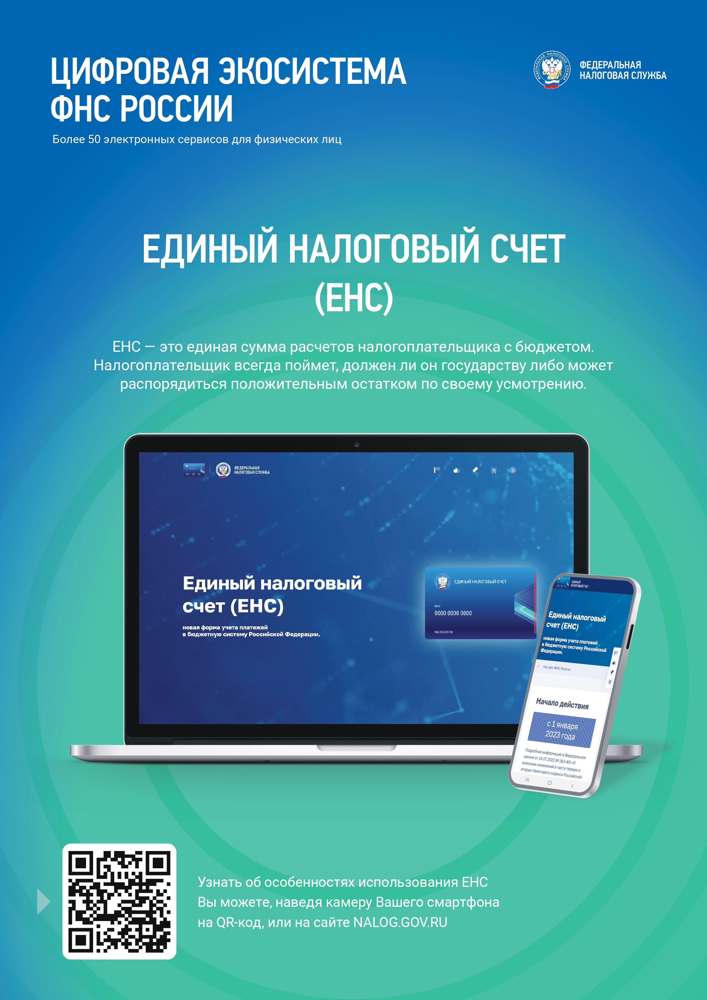 ЦИФРОВАЯ ЭКОСИСТЕМА
ФНС РОССИИ
Более 50 электронных сервисов для физических лиц
ФЕДЕРАЛЬНАЯ НАЛОГОВАЯ СЛУЖБА
ФЕДЕРАЛЬНАЯ
НАЛОГОВАЯ СЛУЖБА
ЕДИНЫЙ НАЛОГОВЫЙ СЧЕТ
(ЕНС)
ЕНС — это единая сумма расчетов налогоплательщика с бюджетом.
Налогоплательщик всегда поймет, должен ли он государству либо может
распорядиться положительным остатком по своему усмотрению.
ФЕДЕРАЛЬНАЯ
НАЛОГОВАЯ СЛУЖБА
Единый налоговый
счет (ЕНС)
новая форма учета платежей
в бюджетную систему Российской Федерации.
ЕДИНЫЙ НАЛОГОВЫЙ СЧЕТ
ИНН
0000 0000 0000
NALOG.GOV.RU
ЕДИНЫЙ
НАЛОГОВЫЙ СЧЕТ
Единый налоговый
счет (ЕНС)
новая форма учета платежей
в бюджетную систему Российской
Федерации.
На сайт ФНС России
Начало действия
с 1 января
2023 года
Подробная информация в Федеральном
законе от 14.07.2022 № 263-ФЗ «О
внесении изменений в части первую и
вторую Налогового кодекса Российской
Узнать об особенностях использования ЕНС
Вы можете, наведя камеру Вашего смартфона
на QR-код, или на сайте NALOG.GOV.RU